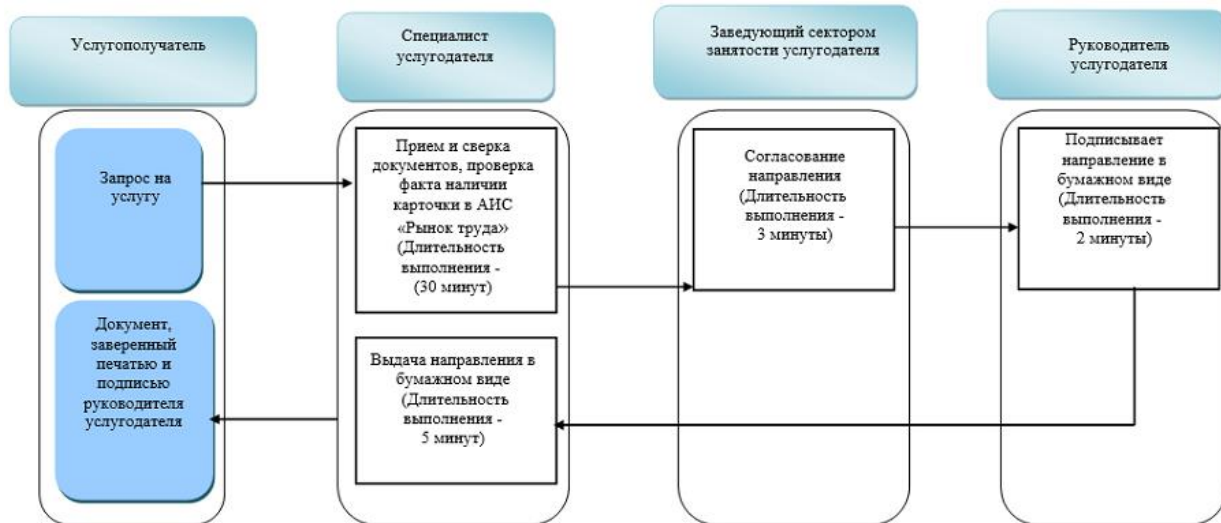 Услугополучатель
Специалист
услугодателя
Заведующий сектором
занятости услугодателя
Руководитель
услугодателя
Запрос на
услугу
Прием и сверка
документов, проверка
факта наличии
карточки в АИС
«Рынок труда»
(Длительность
выполнения -
(30 минут)
Согласование
направления
(Длительность
выполнения -
3 минуты)
Подписывает
направление в
бумажном виде
(Длительность
выполнения -
2 минуты)
Документ,
заверенный
печатью и
подписью
руководителя
услугодателя
Выдача направления в
бумажном виде
(Длительность
выполнения -
5 минут)